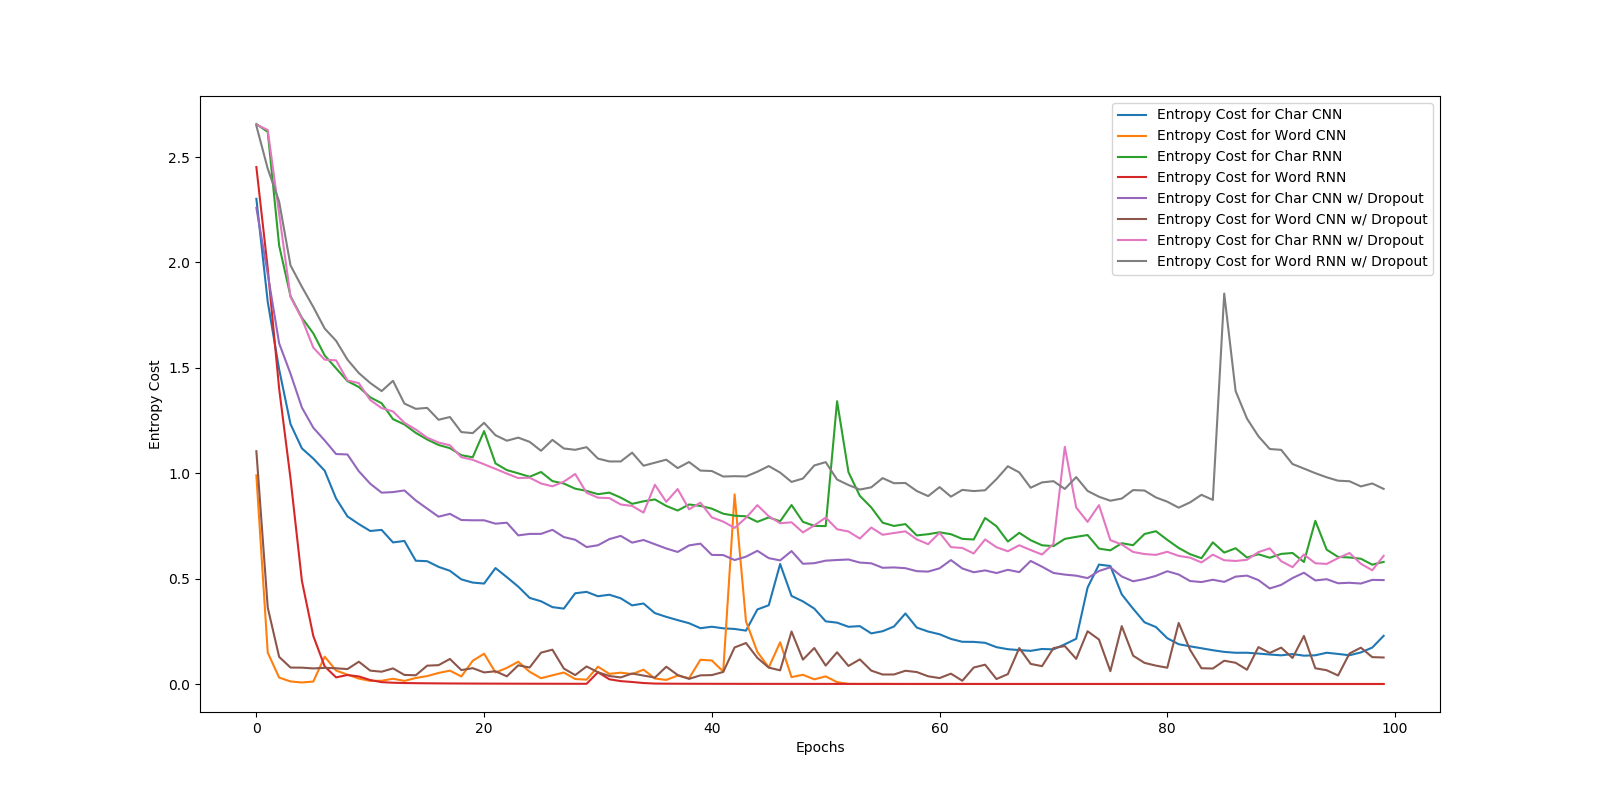 Entropy Cost for Char CNN
Entropy Cost for Word CNN
Entropy Cost for Char RNN
Entropy Cost for Word RNN
Entropy Cost for Char CNN w/ Dropout
Entropy Cost for Word CNN w/ Dropout
Entropy Cost for Char RNN w/ Dropout
Entropy Cost for Word RNN w/ Dropout
Entropy Cost
2.5
2.0
1.5
1.0
0.5
0.0
0 20 40 60 80 100
Epochs